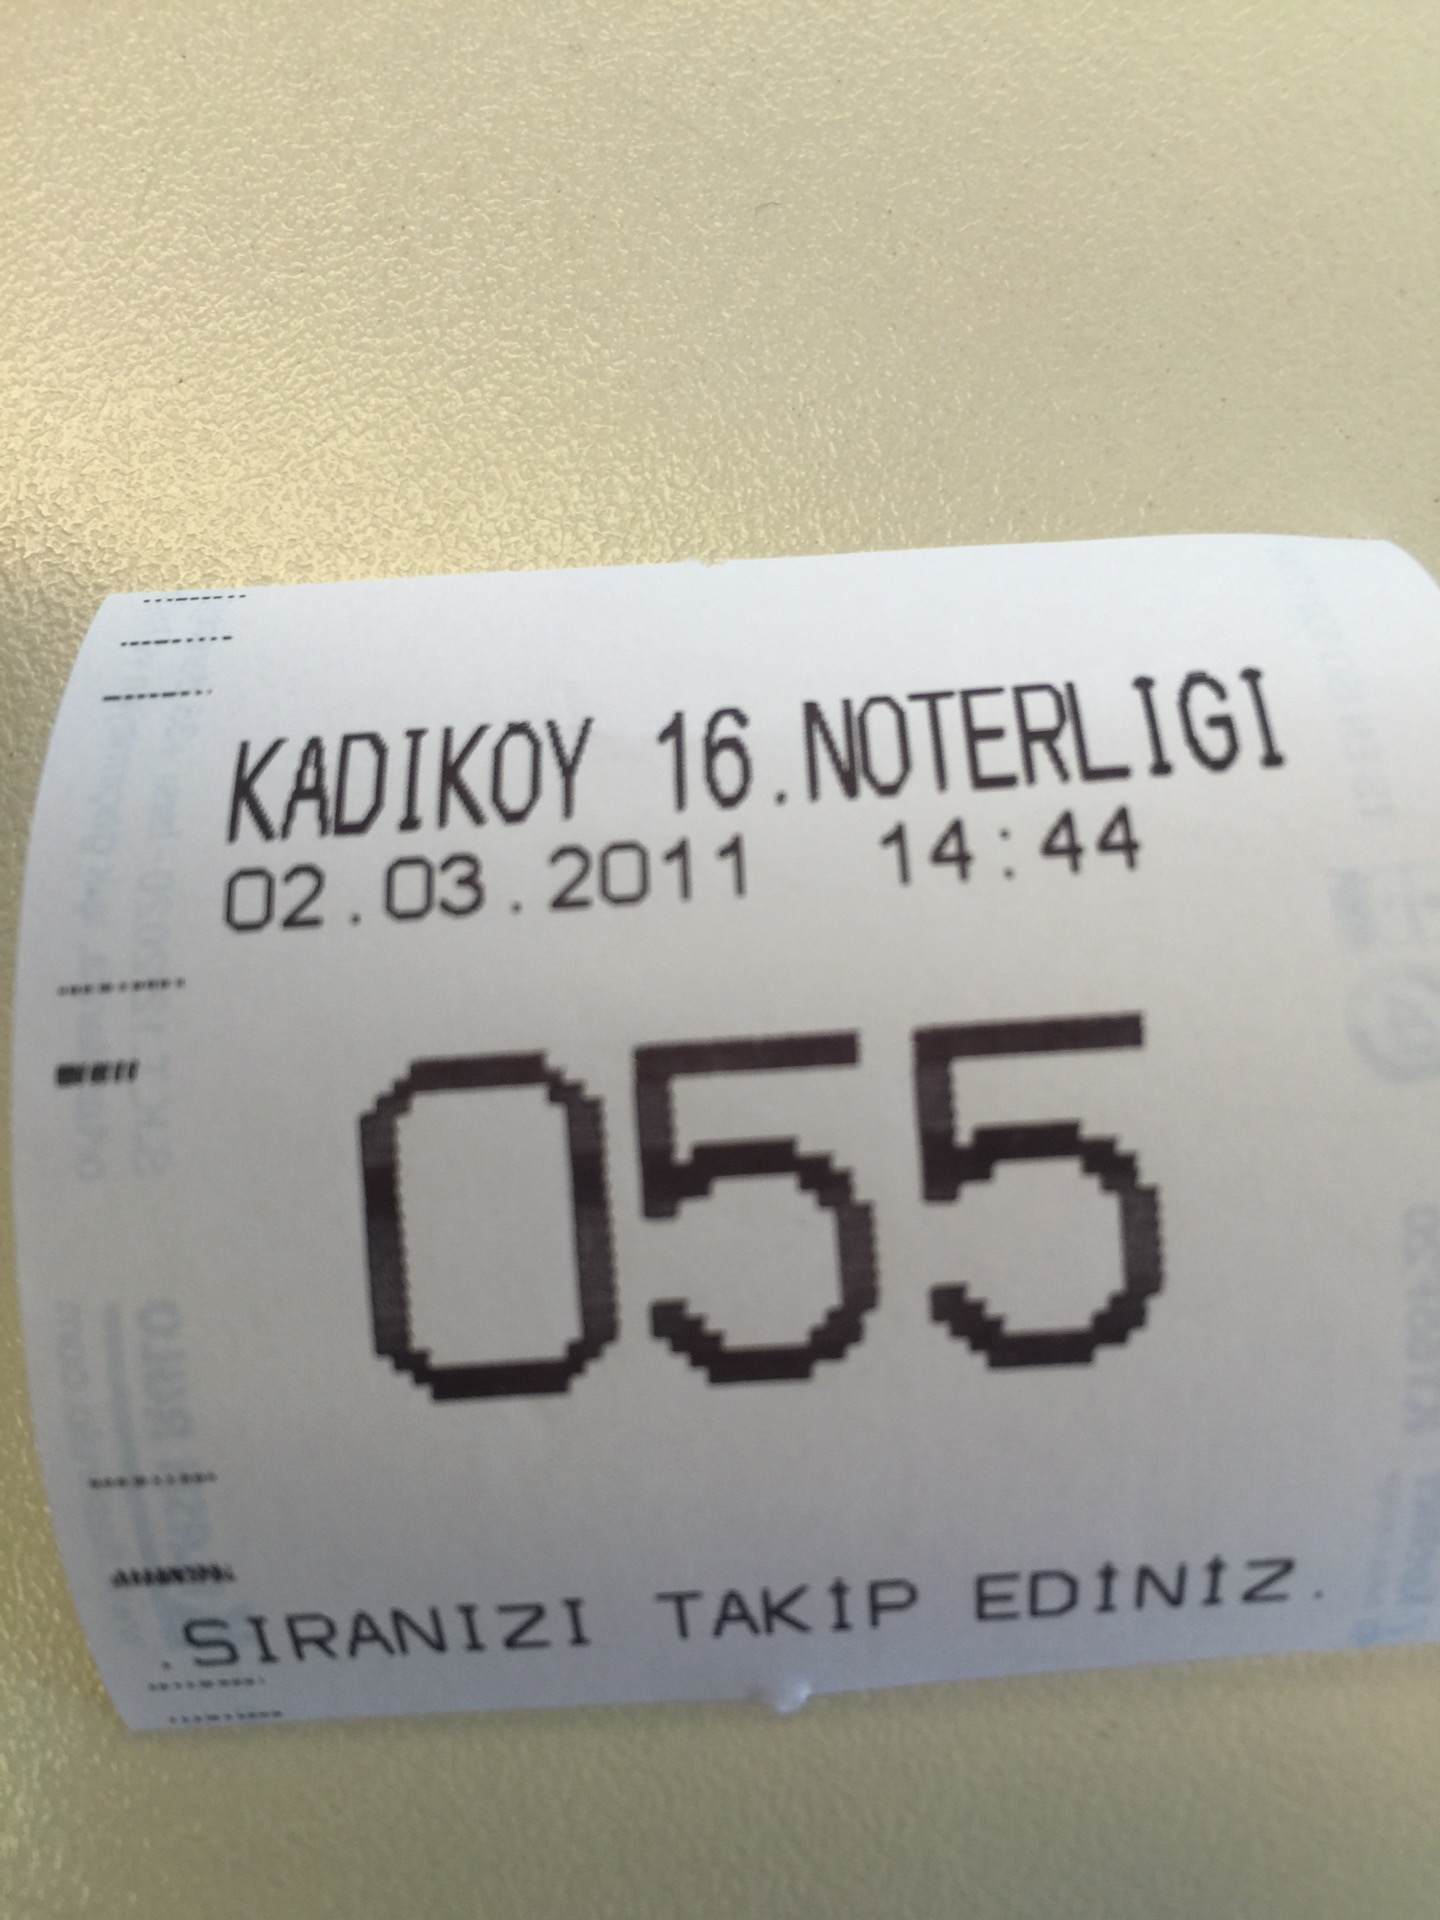 KADIKOY 16.NOTERLIGI
02.03.2011 14:44
055
.SIRANIZI TAKİP EDİNİZ.